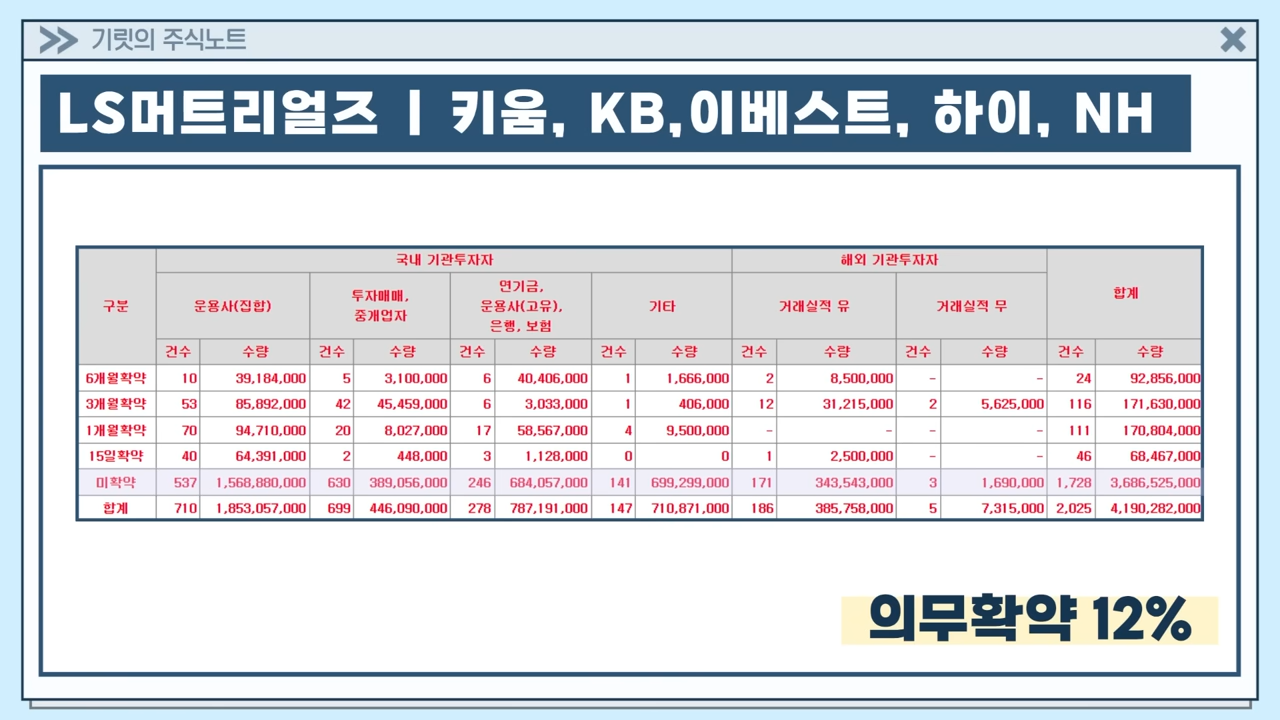 기릿의 주식노트
LS머트리얼즈 | 키움, KB,이베스트, 하이, NH
구분 국내 기관투자자 해외 기관투자자 합계
운용사(집합) 투자매매, 중개업자 연기금, 운용사(고유), 은행, 보험 기타 거래실적 유 거래실적 무
건수 수량 건수 수량 건수 수량 건수 수량 건수 수량 건수 수량 건수 수량
6개월확약 10 39,184,000 5 3,100,000 6 40,406,000 1 1,666,000 2 8,500,000 - - 24 92,856,000
3개월확약 53 85,892,000 42 45,459,000 6 3,033,000 1 406,000 12 31,215,000 2 5,625,000 116 171,630,000
1개월확약 70 94,710,000 20 8,027,000 17 58,567,000 4 9,500,000 - - - - 111 170,804,000
15일확약 40 64,391,000 2 448,000 3 1,128,000 0 0 1 2,500,000 - - 46 68,467,000
미확약 537 1,568,880,000 630 389,056,000 246 684,057,000 141 699,299,000 171 343,543,000 3 1,690,000 1,728 3,686,525,000
합계 710 1,853,057,000 699 446,090,000 278 787,191,000 147 710,871,000 186 385,758,000 5 7,315,000 2,025 4,190,282,000
의무확약 12%